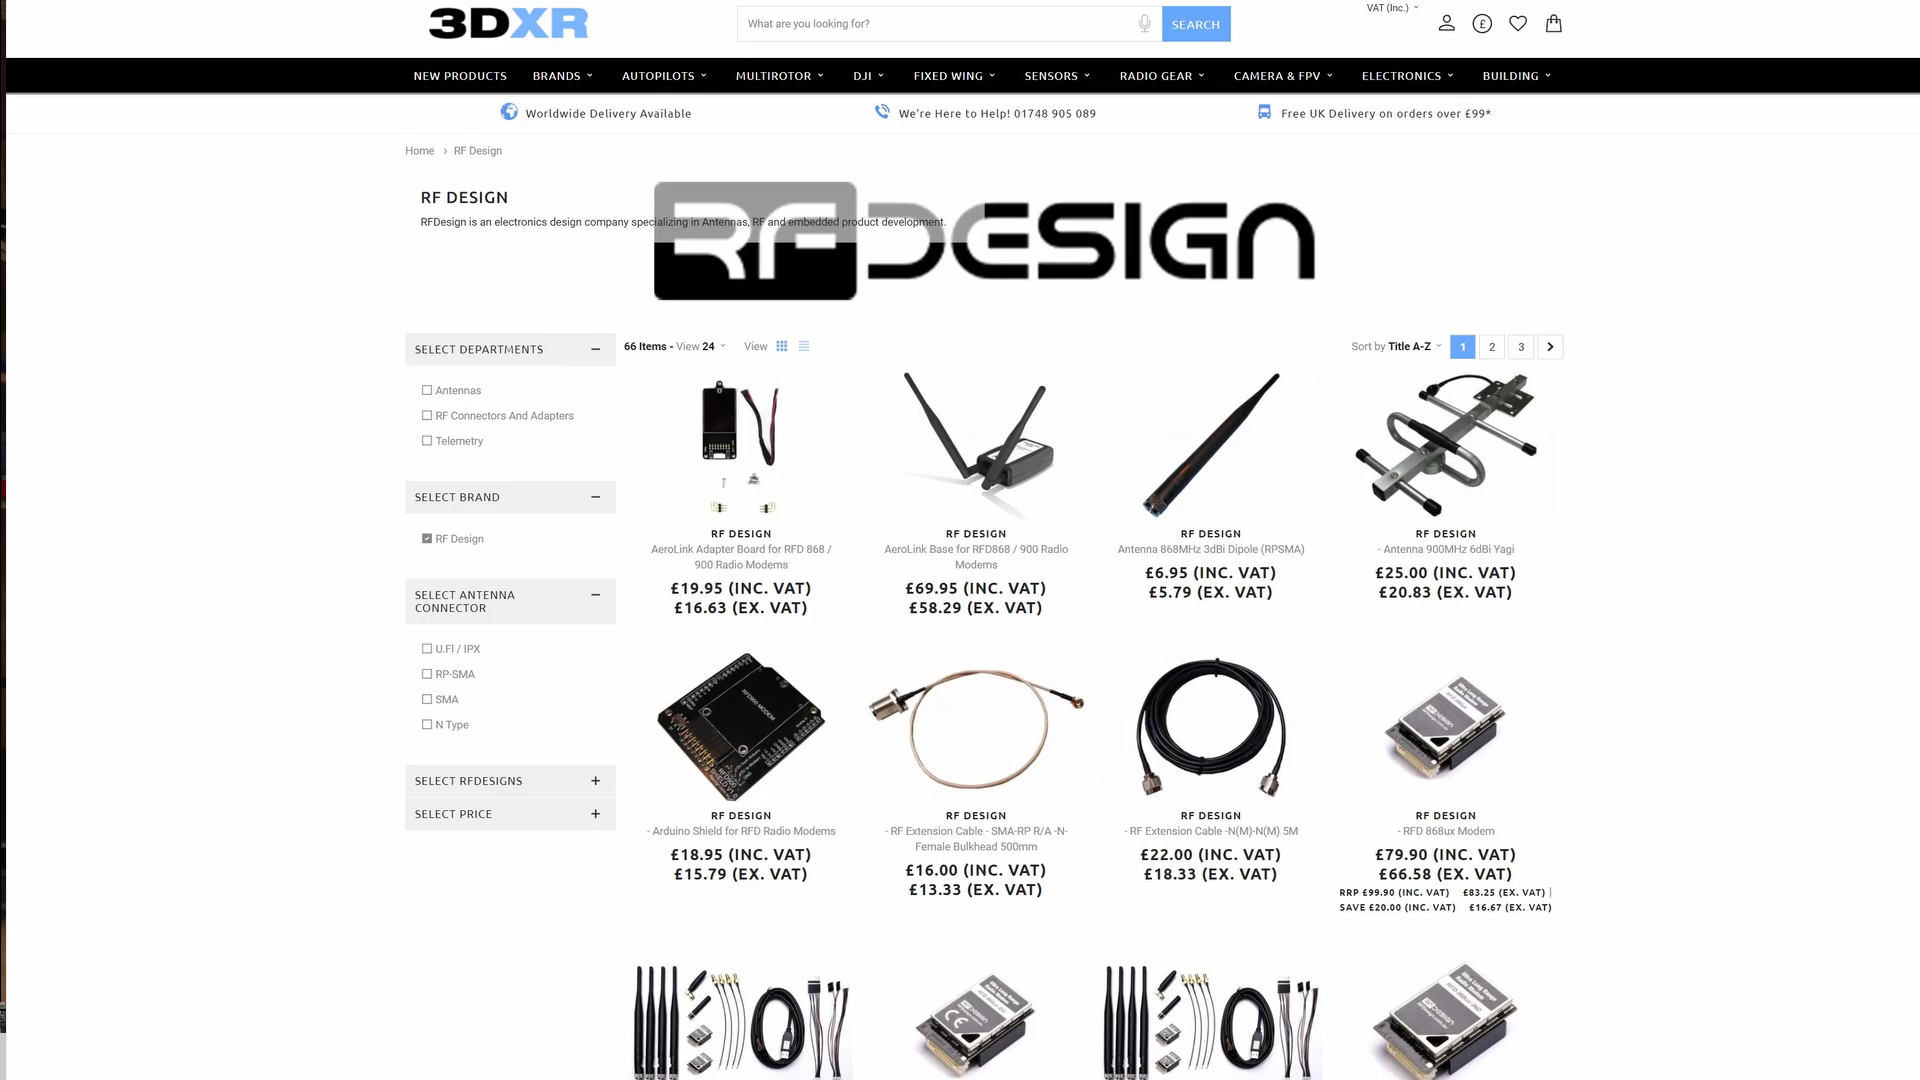 3DXR
What are you looking for?
SEARCH
VAT (Inc.)
NEW PRODUCTS BRANDS AUTOPILOTS MULTIROTOR DJI FIXED WING SENSORS RADIO GEAR CAMERA & FPV ELECTRONICS BUILDING
Worldwide Delivery Available
We're Here to Help! 01748 905 089
Free UK Delivery on orders over £99*
Home › RF Design
RF DESIGN
RFDesign is an electronics design company specializing in Antennas, RF and embedded product development.
RFDESIGN
SELECT DEPARTMENTS
Antennas
RF Connectors And Adapters
Telemetry
SELECT BRAND
RF Design
SELECT ANTENNA
CONNECTOR
U.Fl / IPX
RP-SMA
SMA
N Type
SELECT RFDESIGNS
SELECT PRICE
66 Items - View 24
View
Sort by Title A-Z
1 2 3
RF DESIGN
AeroLink Adapter Board for RFD 868 /
900 Radio Modems
£19.95 (INC. VAT)
£16.63 (EX. VAT)
RF DESIGN
AeroLink Base for RFD868 / 900 Radio
Modems
£69.95 (INC. VAT)
£58.29 (EX. VAT)
RF DESIGN
Antenna 868MHz 3dBi Dipole (RPSMA)
£6.95 (INC. VAT)
£5.79 (EX. VAT)
RF DESIGN
- Antenna 900MHz 6dBi Yagi
£25.00 (INC. VAT)
£20.83 (EX. VAT)
RFD900 MODEM
RF DESIGN
- Arduino Shield for RFD Radio Modems
£18.95 (INC. VAT)
£15.79 (EX. VAT)
RF DESIGN
- RF Extension Cable - SMA-RP R/A -N-
Female Bulkhead 500mm
£16.00 (INC. VAT)
£13.33 (EX. VAT)
RF DESIGN
- RF Extension Cable -N(M)-N(M) 5M
£22.00 (INC. VAT)
£18.33 (EX. VAT)
RF DESIGN
- RFD 868ux Modem
£79.90 (INC. VAT)
£66.58 (EX. VAT)
RRP £99.90 (INC. VAT) £83.25 (EX. VAT) |
SAVE £20.00 (INC. VAT) £16.67 (EX. VAT)